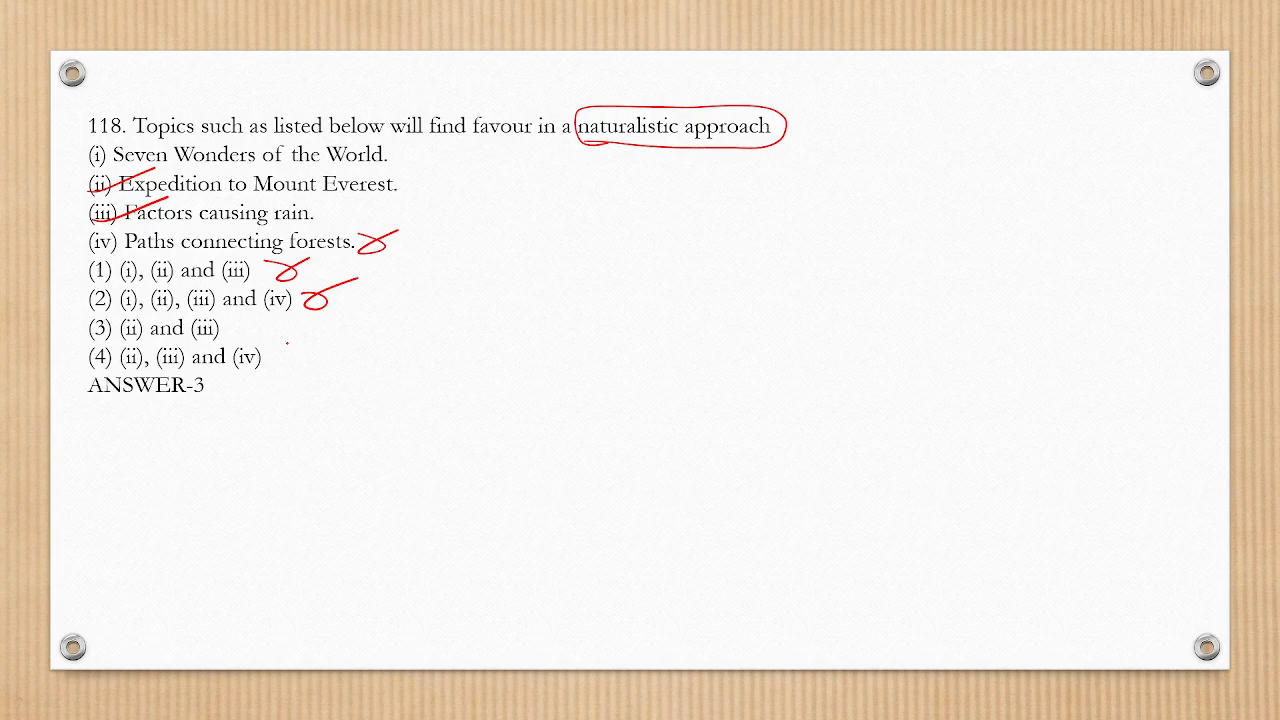 118. Topics such as listed below will find favour in a naturalistic approach
(i) Seven Wonders of the World.
(ii) Expedition to Mount Everest.
(iii) Factors causing rain.
(iv) Paths connecting forests.
(1) (i), (ii) and (iii)
(2) (i), (ii), (iii) and (iv)
(3) (ii) and (iii)
(4) (ii), (iii) and (iv)
ANSWER-3